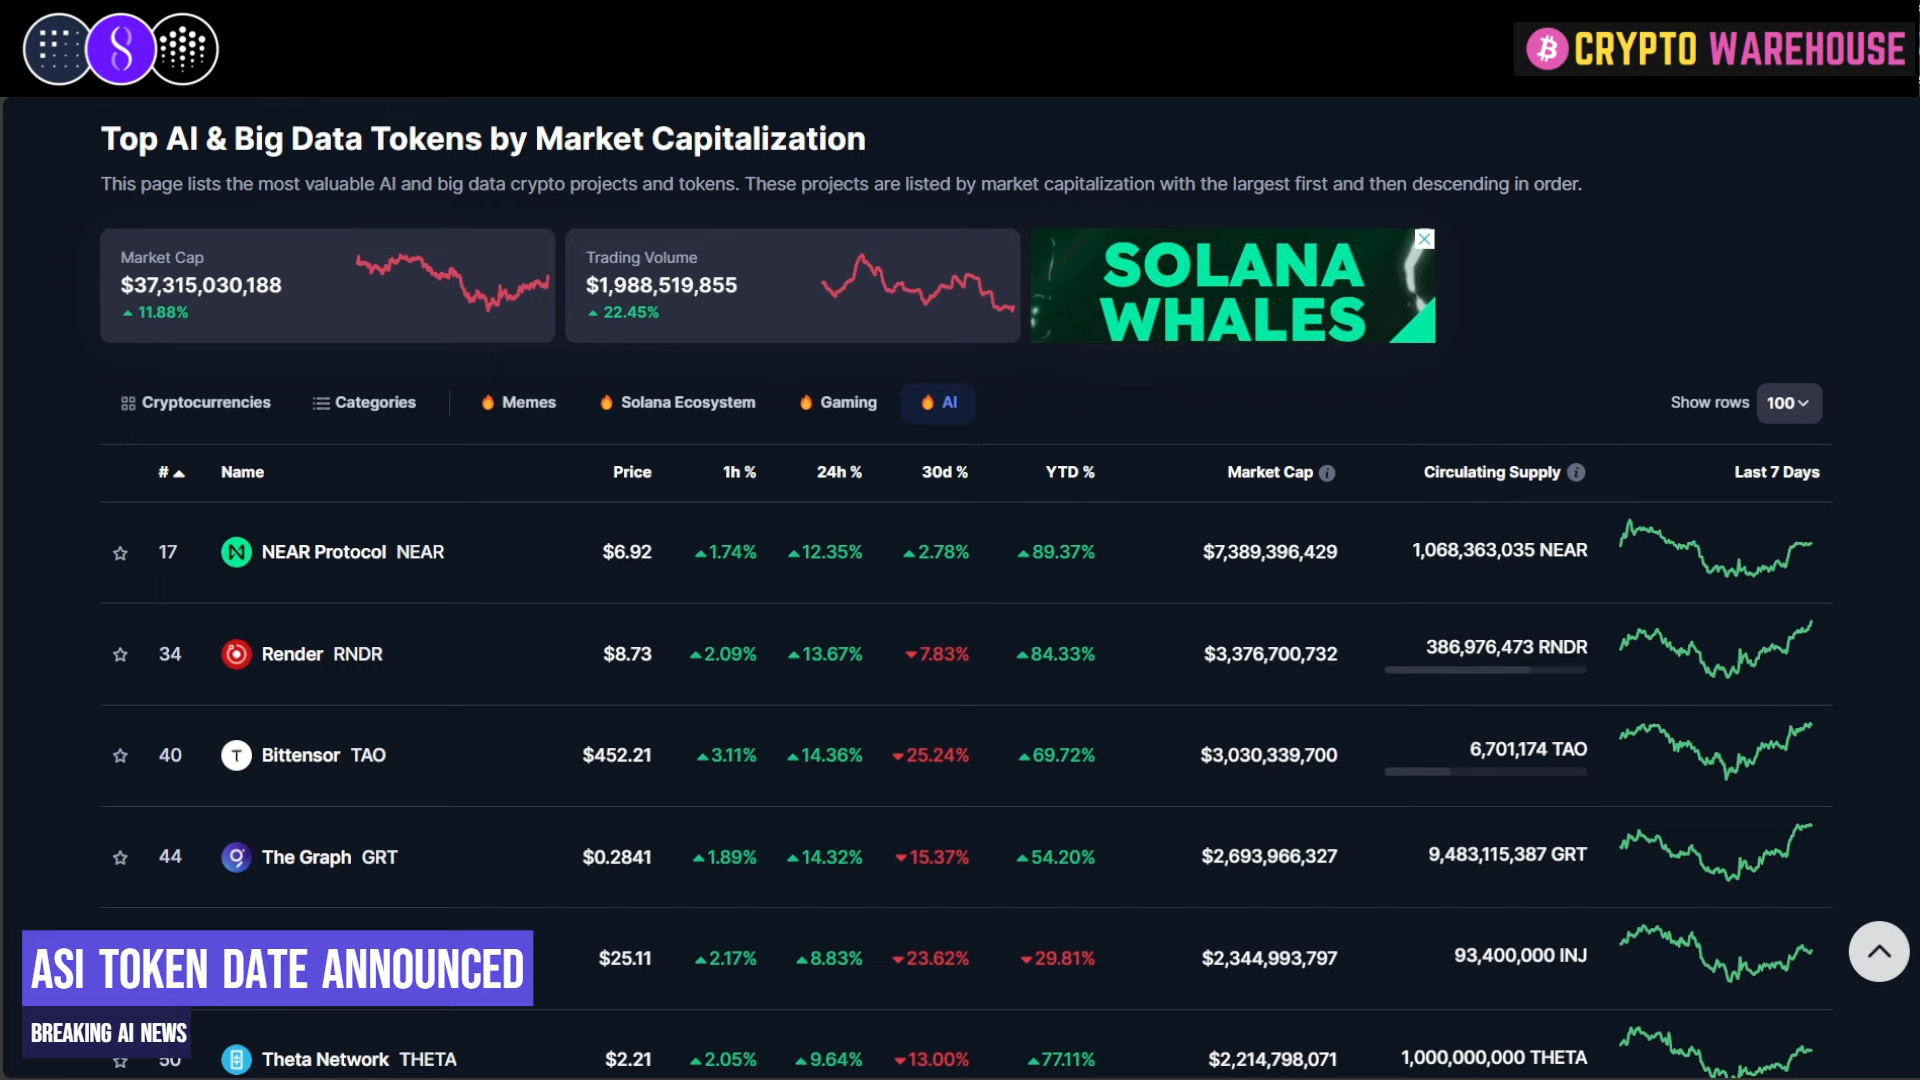 CRYPTO WAREHOUSE
Top AI & Big Data Tokens by Market Capitalization
This page lists the most valuable AI and big data crypto projects and tokens. These projects are listed by market capitalization with the largest first and then descending in order.
Market Cap
$37,315,030,188
11.88%
Trading Volume
$1,988,519,855
22.45%
SOLANA
WHALES
Cryptocurrencies Categories Memes Solana Ecosystem Gaming AI Show rows 100
# Name Price 1h % 24h % 30d % YTD % Market Cap Circulating Supply Last 7 Days
17 NEAR Protocol NEAR $6.92 1.74% 12.35% 2.78% 89.37% $7,389,396,429 1,068,363,035 NEAR
34 Render RNDR $8.73 2.09% 13.67% 7.83% 84.33% $3,376,700,732 386,976,473 RNDR
40 T Bittensor TAO $452.21 3.11% 14.36% 25.24% 69.72% $3,030,339,700 6,701,174 TAO
44 The Graph GRT $0.2841 1.89% 14.32% 15.37% 54.20% $2,693,966,327 9,483,115,387 GRT
$25.11 2.17% 8.83% 23.62% 29.81% $2,344,993,797 93,400,000 INJ
ASI TOKEN DATE ANNOUNCED
BREAKING AI NEWS
50 Theta Network THETA $2.21 2.05% 9.64% 13.00% 77.11% $2,214,798,071 1,000,000,000 THETA